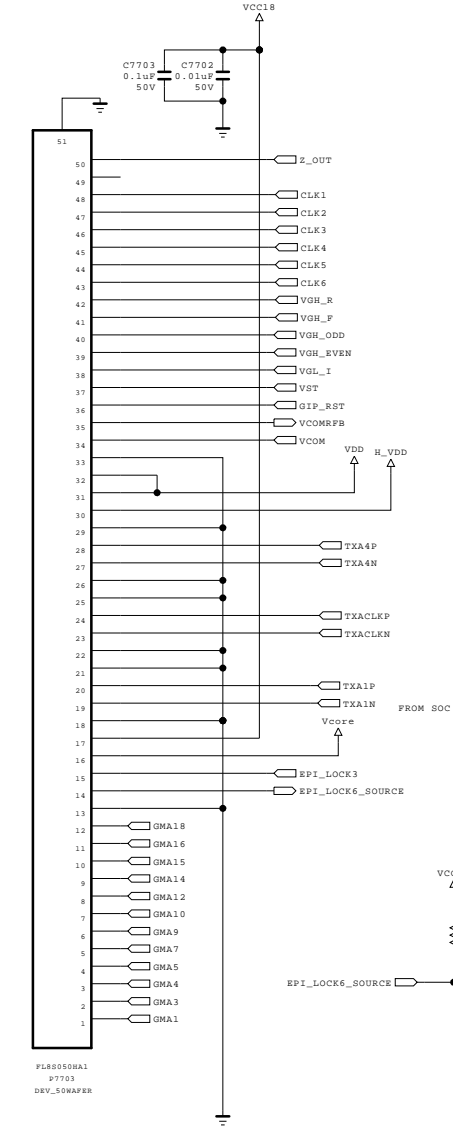 VCC18
C7703 C7702
0.1uF 0.01uF
50V 50V
51
50 Z_OUT
49
48 CLK1
47 CLK2
46 CLK3
45 CLK4
44 CLK5
43 CLK6
42 VGH_R
41 VGH_F
40 VGH_ODD
39 VGH_EVEN
38 VGL_I
37 VST
36 GIP_RST
35 VCOMRFB
34 VCOM
33 VDD H_VDD
32
31
30
29
28 TXA4P
27 TXA4N
26
25
24 TXACLKP
23 TXACLKN
22
21
20 TXA1P
19 TXA1N FROM SOC
18 Vcore
17
16
15 EPI_LOCK3
14 EPI_LOCK6_SOURCE
13
12 GMA18
11 GMA16
10 GMA15
9 GMA14
8 GMA12
7 GMA10
6 GMA9
5 GMA7
4 GMA5
3 GMA4
2 GMA3
1 GMA1
EPI_LOCK6_SOURCE
FL8S050HA1
P7703
DEV_50WAFER